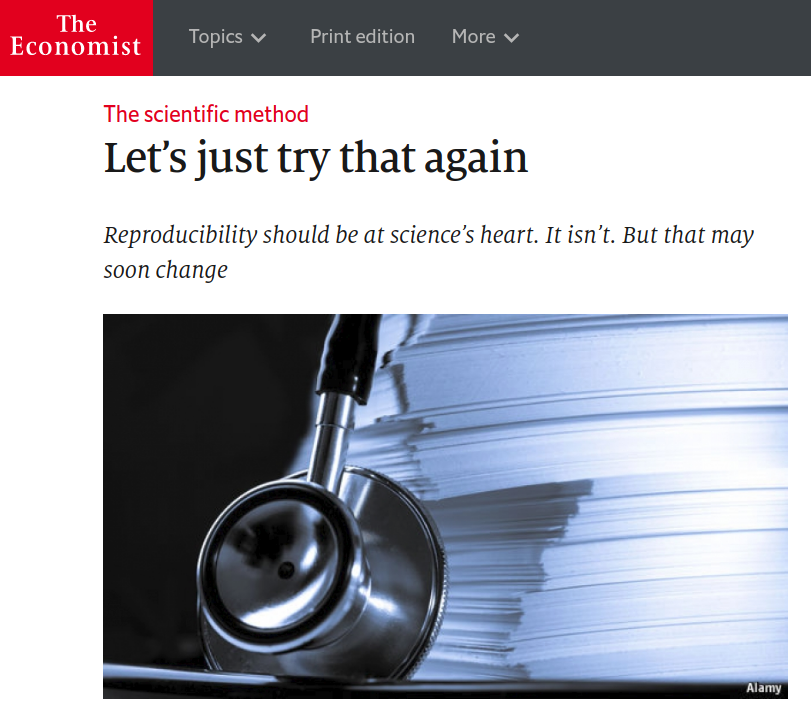 The
Economist
Topics
Print edition
More
The scientific method
Let’s just try that again
Reproducibility should be at science’s heart. It isn’t. But that may
soon change
Alamy